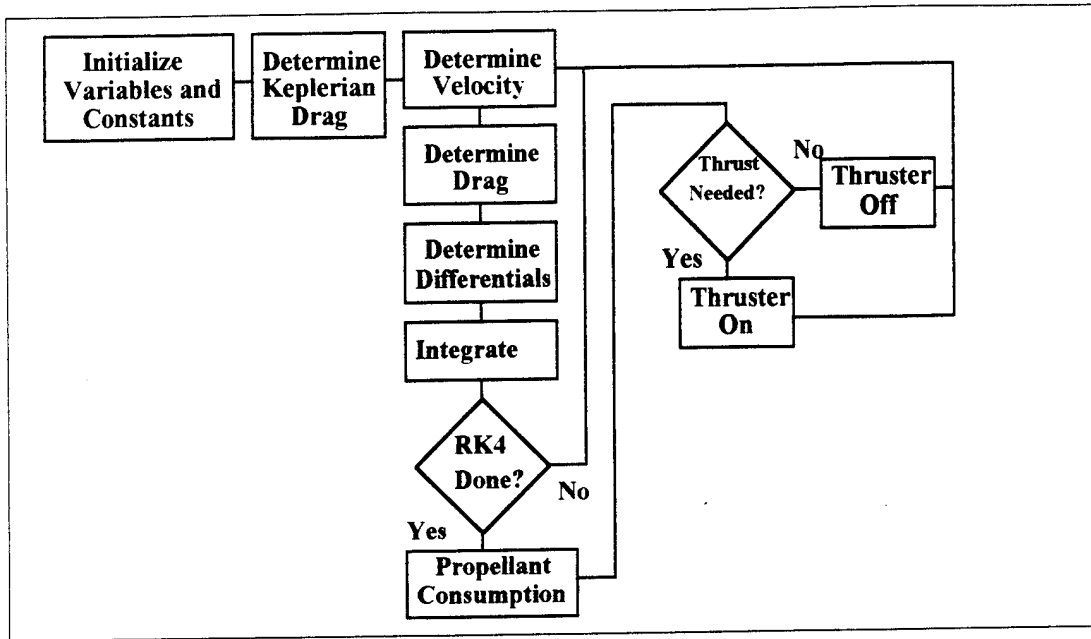 Initialize
Variables and
Constants
Determine
Keplerian
Drag
Determine
Velocity
Determine
Drag
Determine
Differentials
Integrate
RK4
Done?
No
Yes
Propellant
Consumption
Thrust
Needed?
No
Thruster
Off
Yes
Thruster
On